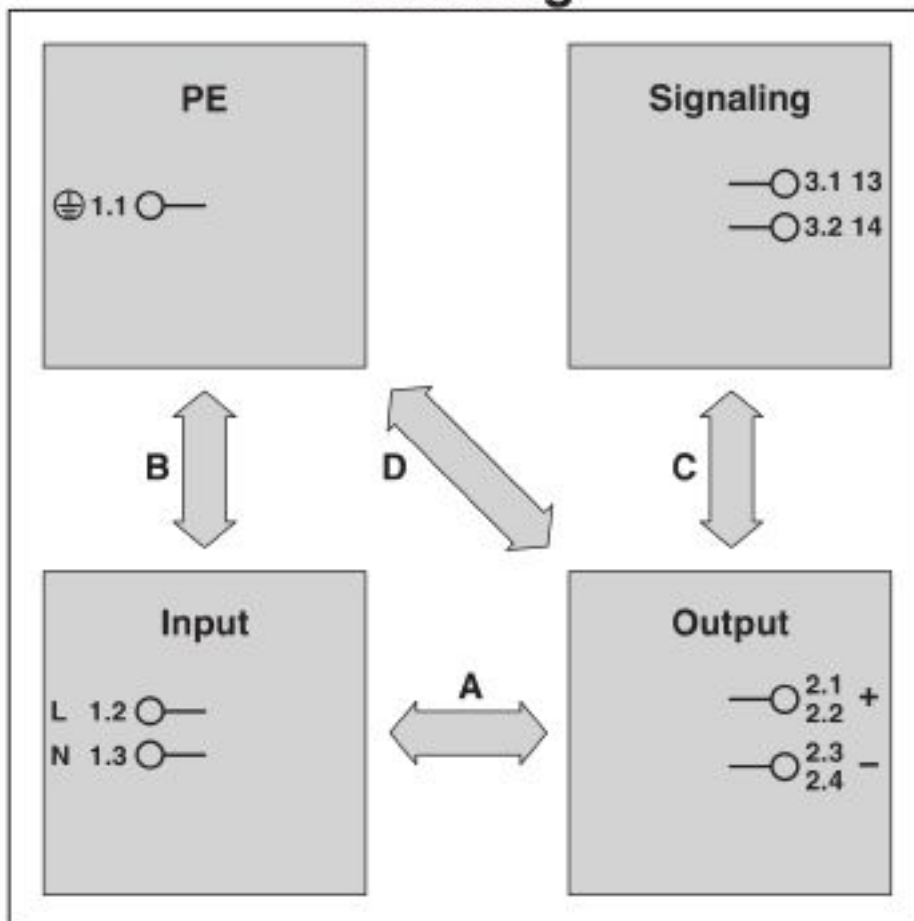 PE
1.1
Signaling
3.1 13
3.2 14
B
D
C
Input
L 1.2
N 1.3
A
Output
2.1
2.2 +
2.3
2.4 −